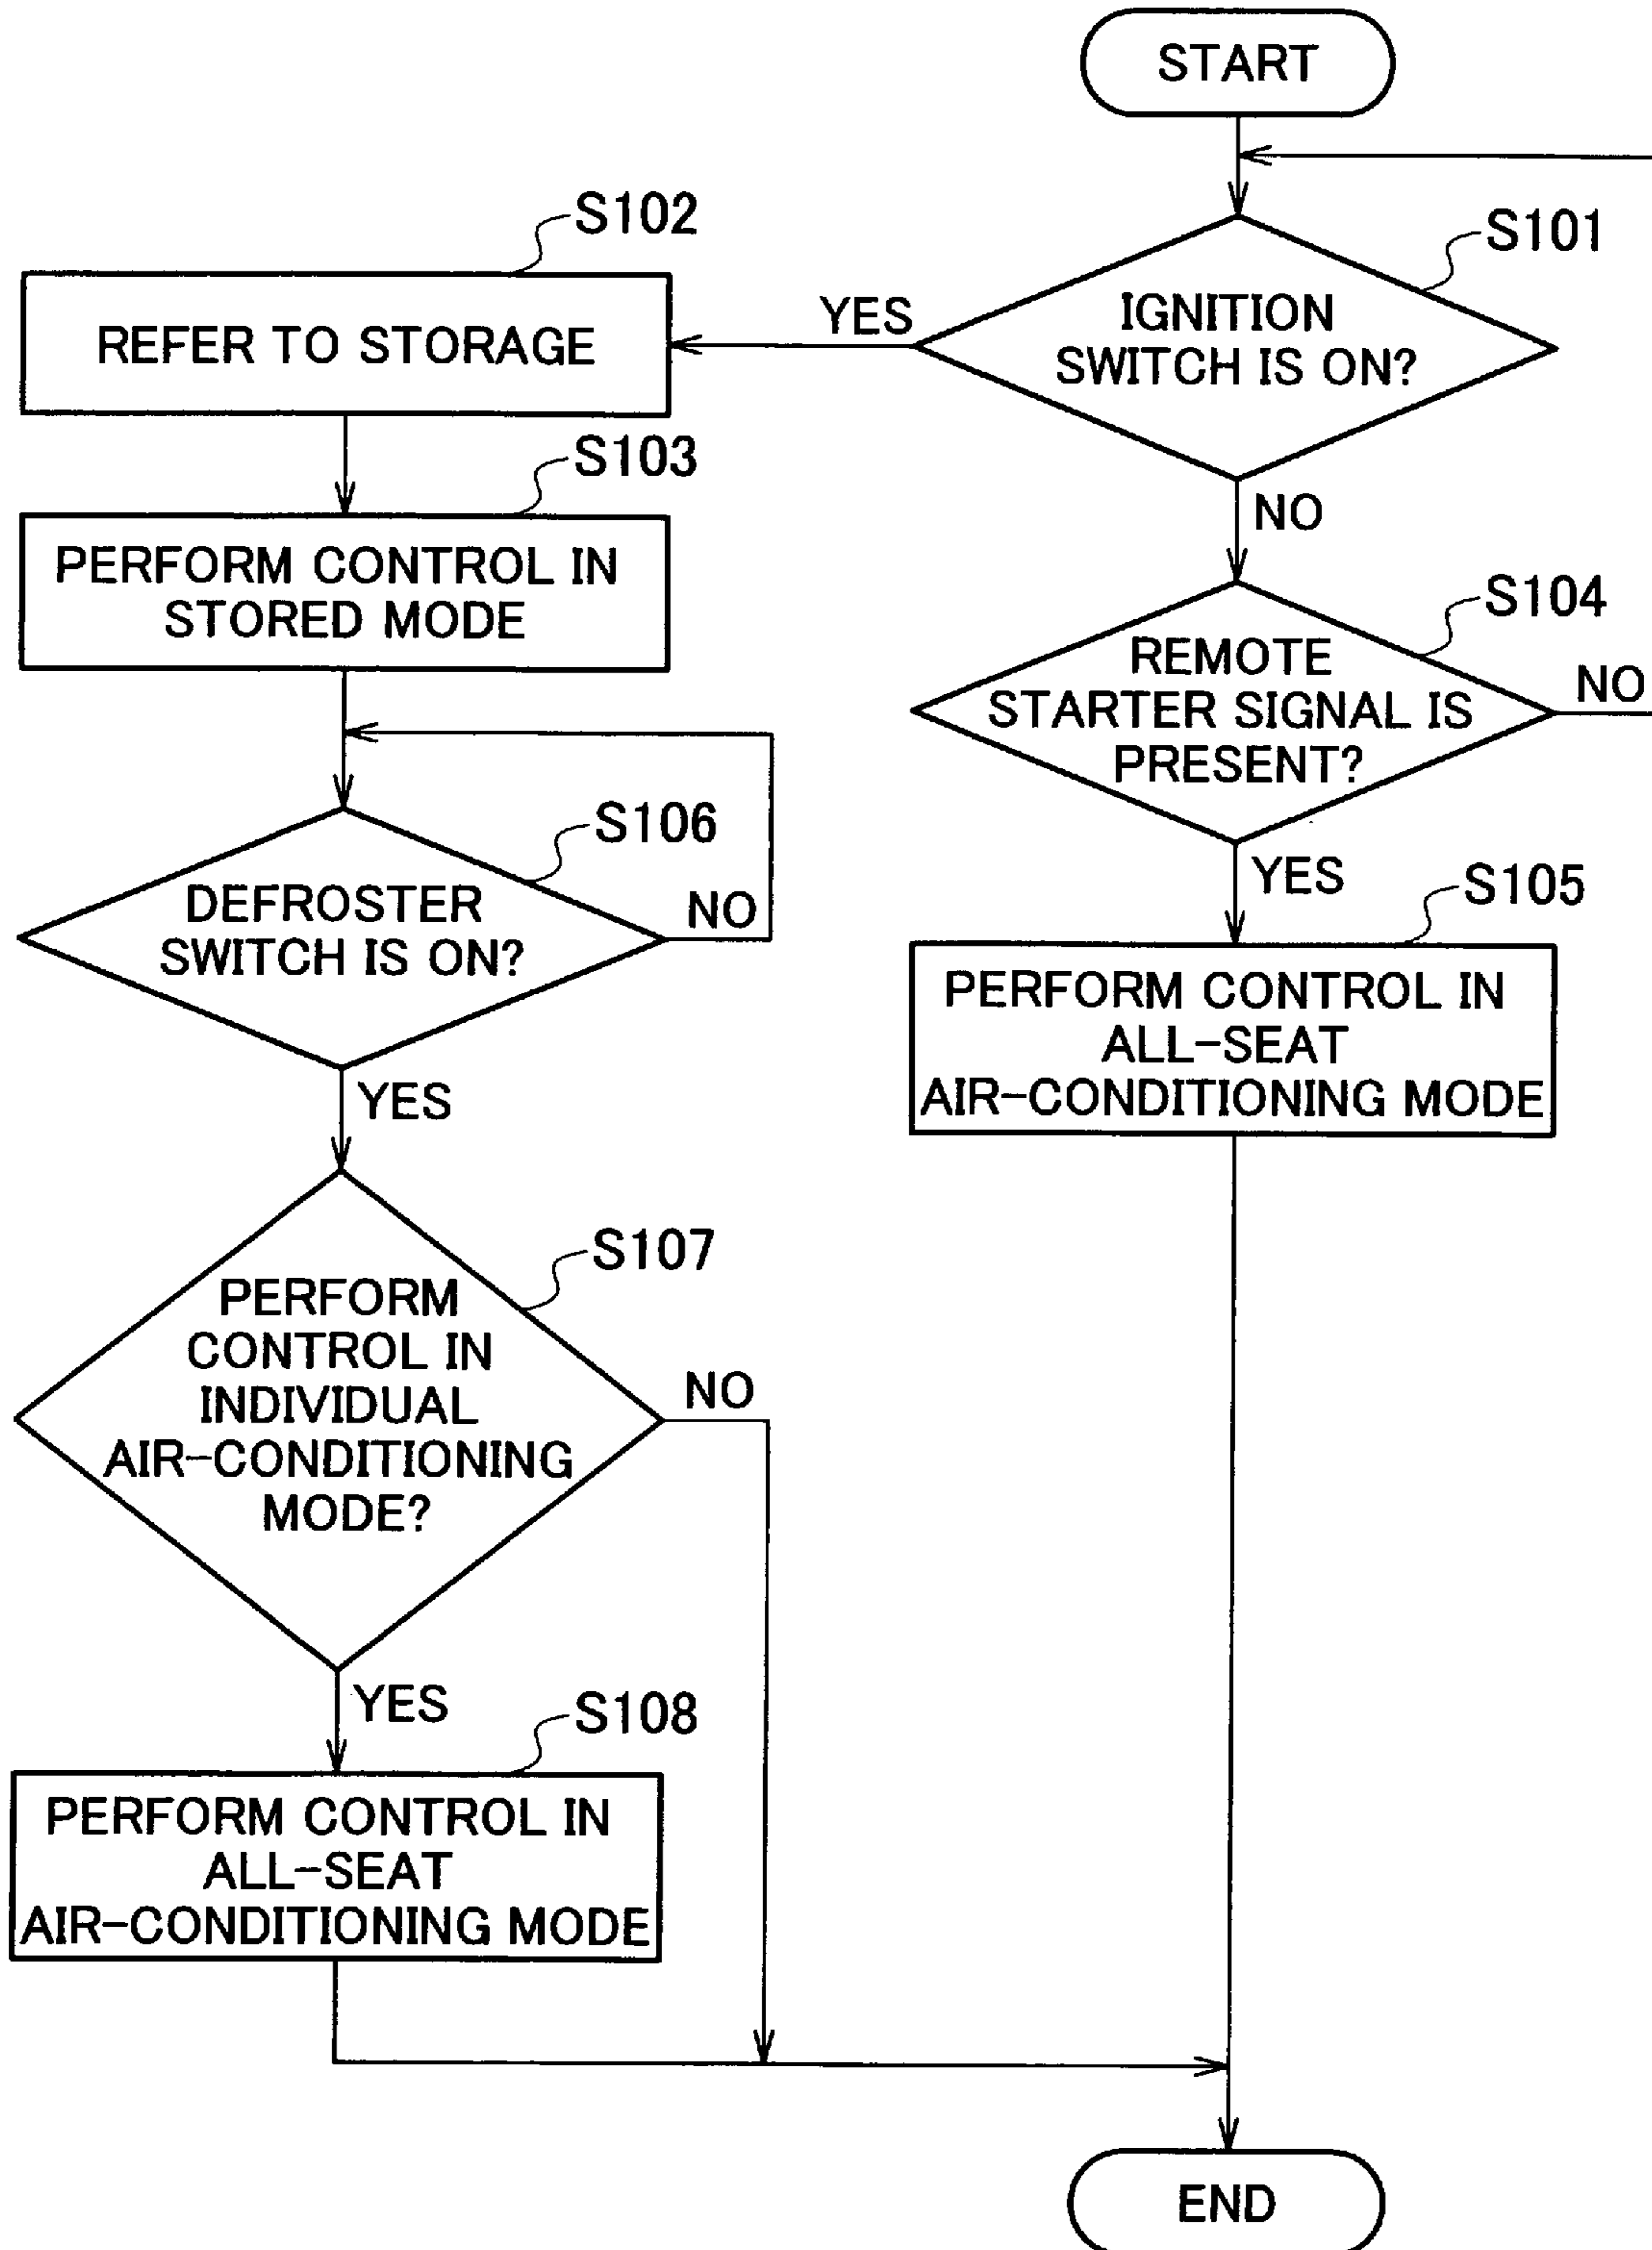 START
S101
IGNITION
SWITCH IS ON?
YES
NO
S102
REFER TO STORAGE
S103
PERFORM CONTROL IN
STORED MODE
S104
REMOTE
STARTER SIGNAL IS
PRESENT?
NO
YES
S105
PERFORM CONTROL IN
ALL-SEAT
AIR-CONDITIONING MODE
S106
DEFROSTER
SWITCH IS ON?
NO
YES
S107
PERFORM
CONTROL IN
INDIVIDUAL
AIR-CONDITIONING
MODE?
NO
YES
S108
PERFORM CONTROL IN
ALL-SEAT
AIR-CONDITIONING MODE
END